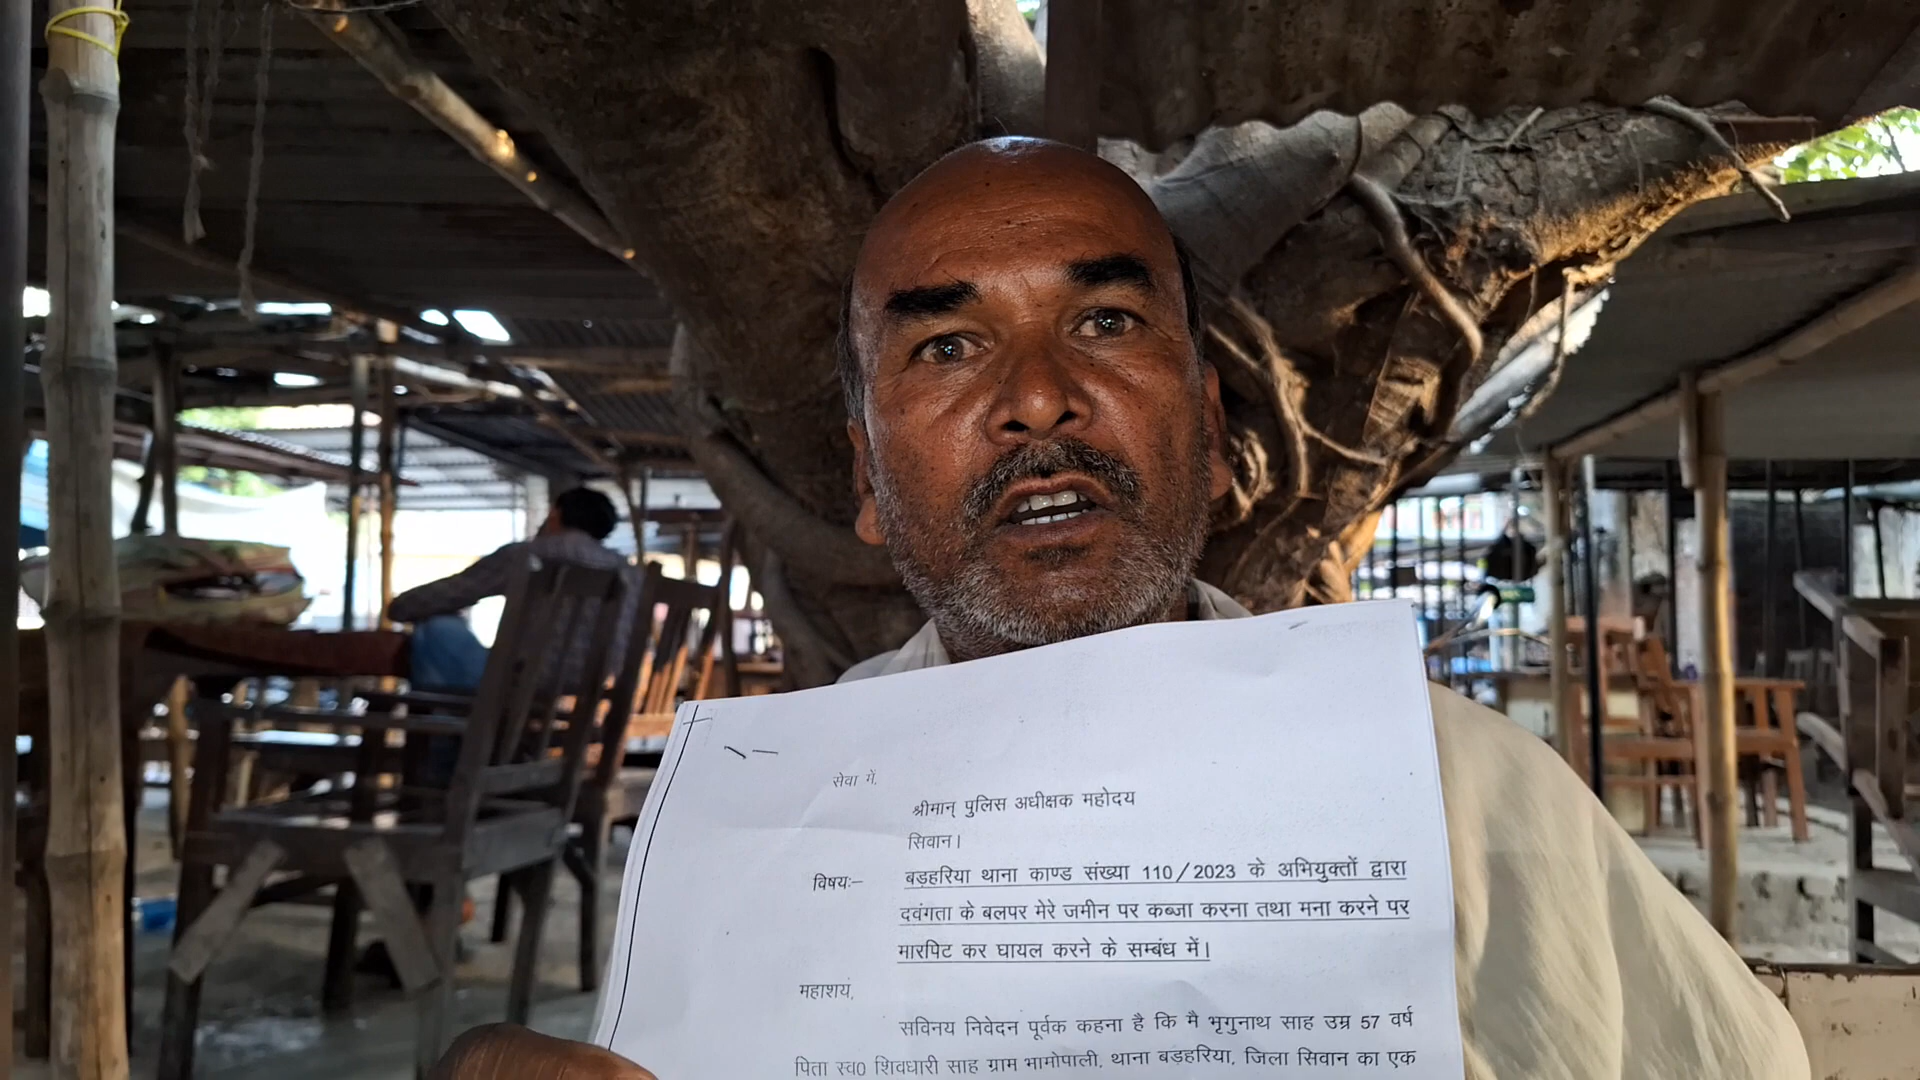 सेवा में,
श्रीमान् पुलिस अधीक्षक महोदय
सिवान।
विषयः– बड़हरिया थाना काण्ड संख्या 110/2023 के अभियुक्तों द्वारा
दवंगता के बलपर मेरे जमीन पर कब्जा करना तथा मना करने पर
मारपिट कर घायल करने के सम्बंध में।
महाशयं,
सविनय निवेदन पूर्वक कहना है कि मै भृगुनाथ साह उम्र 57 वर्ष
पिता स्व0 शिवधारी साह ग्राम भामोपाली, थाना बड़हरिया, जिला सिवान का एक